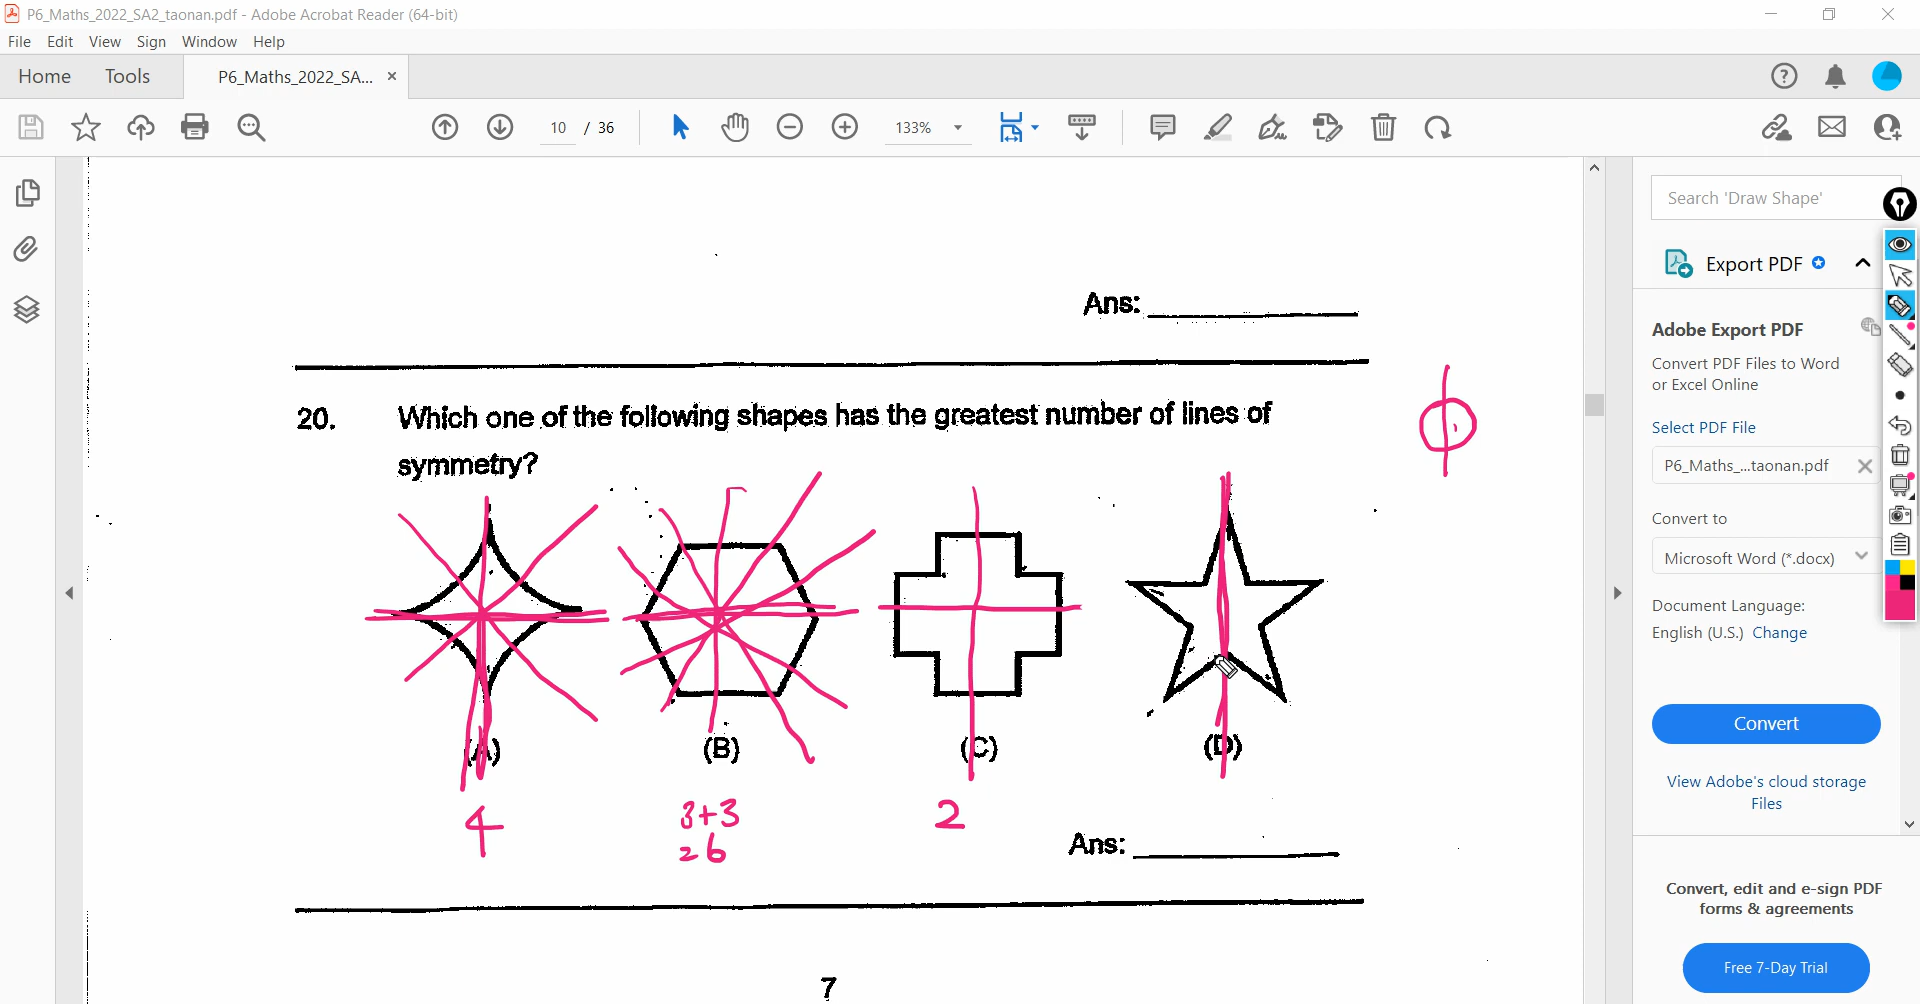 P6_Maths_2022_SA2_taonan.pdf - Adobe Acrobat Reader (64-bit)
File Edit View Sign Window Help
Home Tools P6_Maths_2022_SA... ×
10 / 36 133%
Search 'Draw Shape'
Export PDF
Adobe Export PDF
Convert PDF Files to Word
or Excel Online
Select PDF File
P6_Maths_...taonan.pdf
Convert to
Microsoft Word (*.docx)
Document Language:
English (U.S.) Change
Convert
View Adobe's cloud storage
Files
Convert, edit and e-sign PDF
forms & agreements
Free 7-Day Trial
Ans:
20. Which one of the following shapes has the greatest number of lines of
symmetry?
(A) (B) (C) (D)
4 3+3 2
=6
Ans:
7